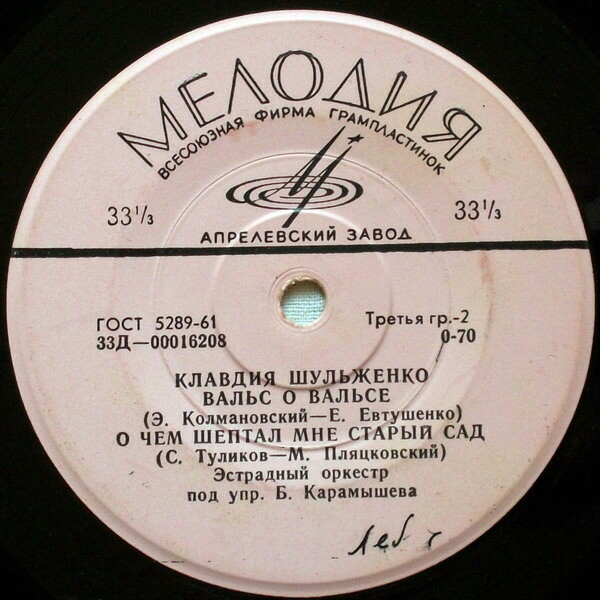 МЕЛОДИЯ
ВСЕСОЮЗНАЯ ФИРМА ГРАМПЛАСТИНОК
33⅓ 33⅓
АПРЕЛЕВСКИЙ ЗАВОД
ГОСТ 5289-61 Третья гр.-2
33Д—00016208 0-70
КЛАВДИЯ ШУЛЬЖЕНКО
ВАЛЬС О ВАЛЬСЕ
(Э. Колмановский—Е. Евтушенко)
О ЧЕМ ШЕПТАЛ МНЕ СТАРЫЙ САД
(С. Туликов—М. Пляцковский)
Эстрадный оркестр
под упр. Б. Карамышева